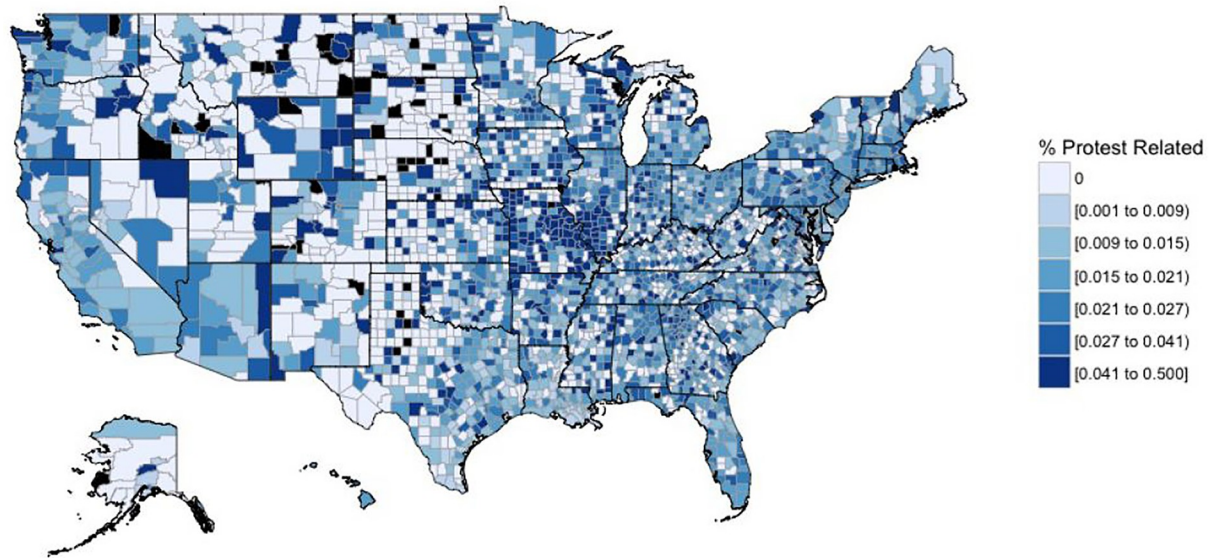 % Protest Related
0
[0.001 to 0.009)
[0.009 to 0.015)
[0.015 to 0.021)
[0.021 to 0.027)
[0.027 to 0.041)
[0.041 to 0.500]